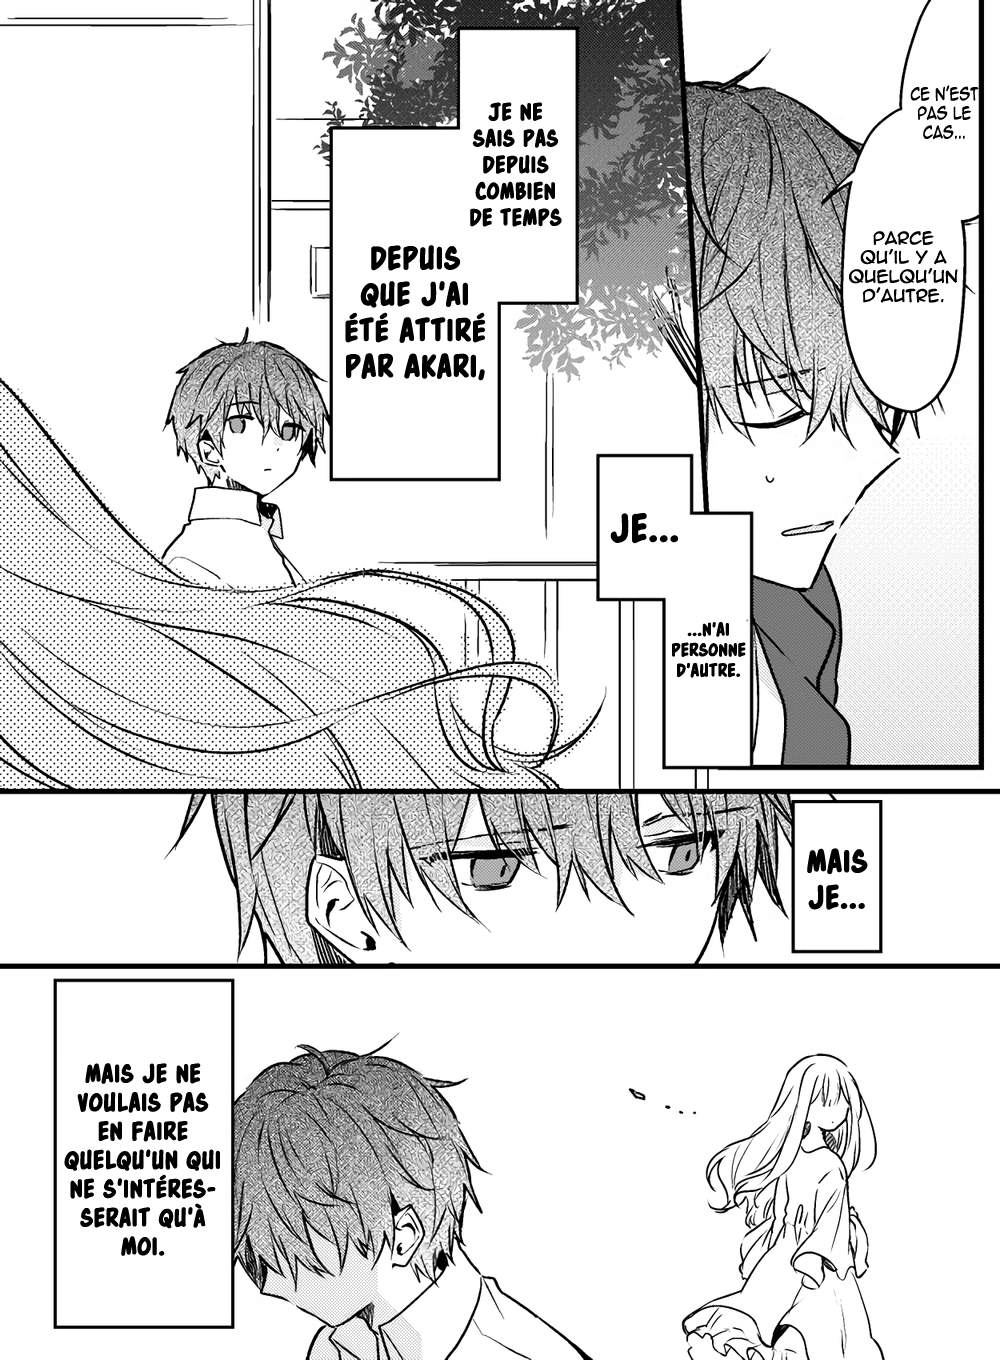 CE N'EST
PAS LE
CAS...
PARCE
QU'IL Y A
QUELQU'UN
D'AUTRE.
JE NE
SAIS PAS
DEPUIS
COMBIEN
DE TEMPS
DEPUIS
QUE J'AI
ÉTÉ ATTIRÉ
PAR AKARI,
JE...
...N'AI
PERSONNE
D'AUTRE.
MAIS
JE...
MAIS JE NE
VOULAIS PAS
EN FAIRE
QUELQU'UN QUI
NE S'INTÉRES-
SERAIT QU'À
MOI.